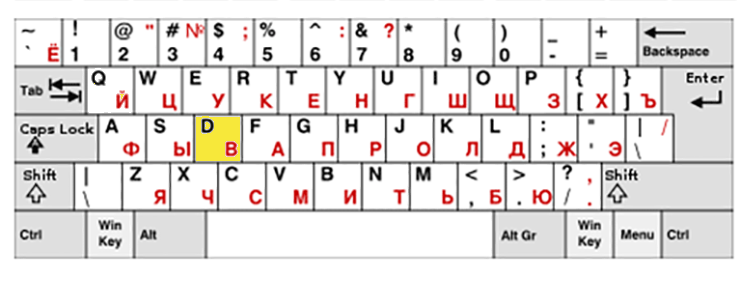 ~ ` Ё ! 1 @ " 2 # № 3 $ ; 4 % 5 ^ : 6 & ? 7 * 8 ( 9 ) 0 _ - + = Backspace
Tab Q Й W Ц E У R К T Е Y Н U Г I Ш O Щ P З { [ Х } ] Ъ Enter
Caps Lock A Ф S Ы D В F А G П H Р J О K Л L Д : ; Ж " ' Э | \ /
Shift | \ Z Я X Ч C С V М B И N Т M Ь < , Б > . Ю ? / , . Shift
Ctrl Win Key Alt Alt Gr Win Key Menu Ctrl